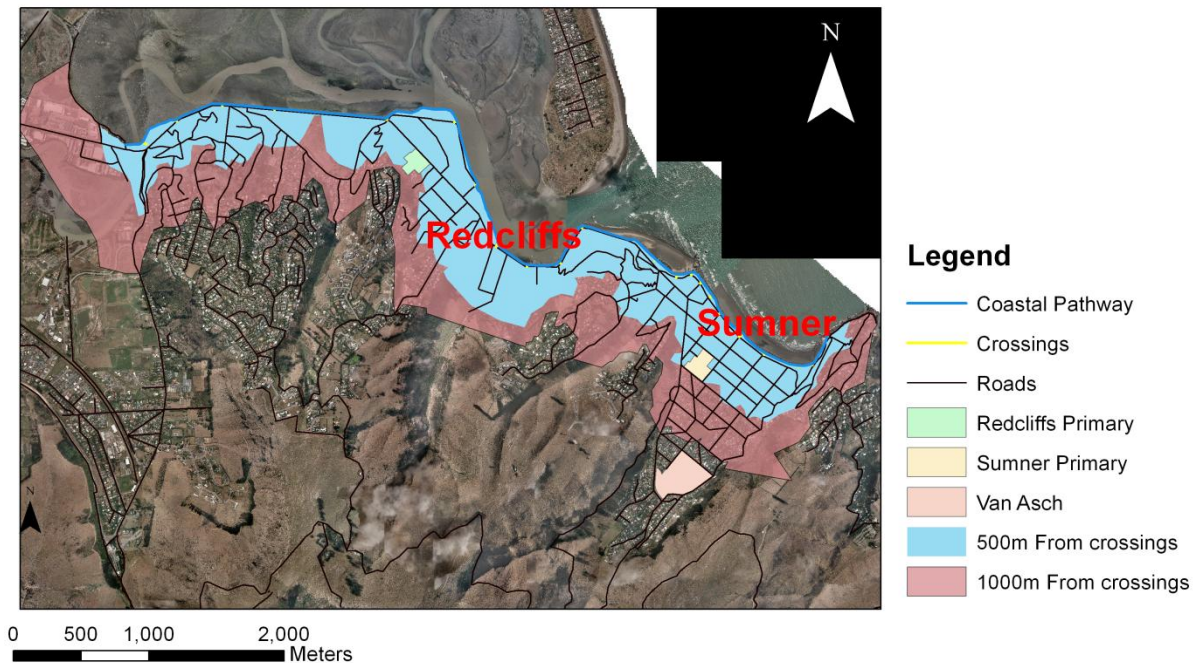 N
Redcliffs
Sumner
N
Legend
Coastal Pathway
Crossings
Roads
Redcliffs Primary
Sumner Primary
Van Asch
500m From crossings
1000m From crossings
0 500 1,000 2,000
Meters